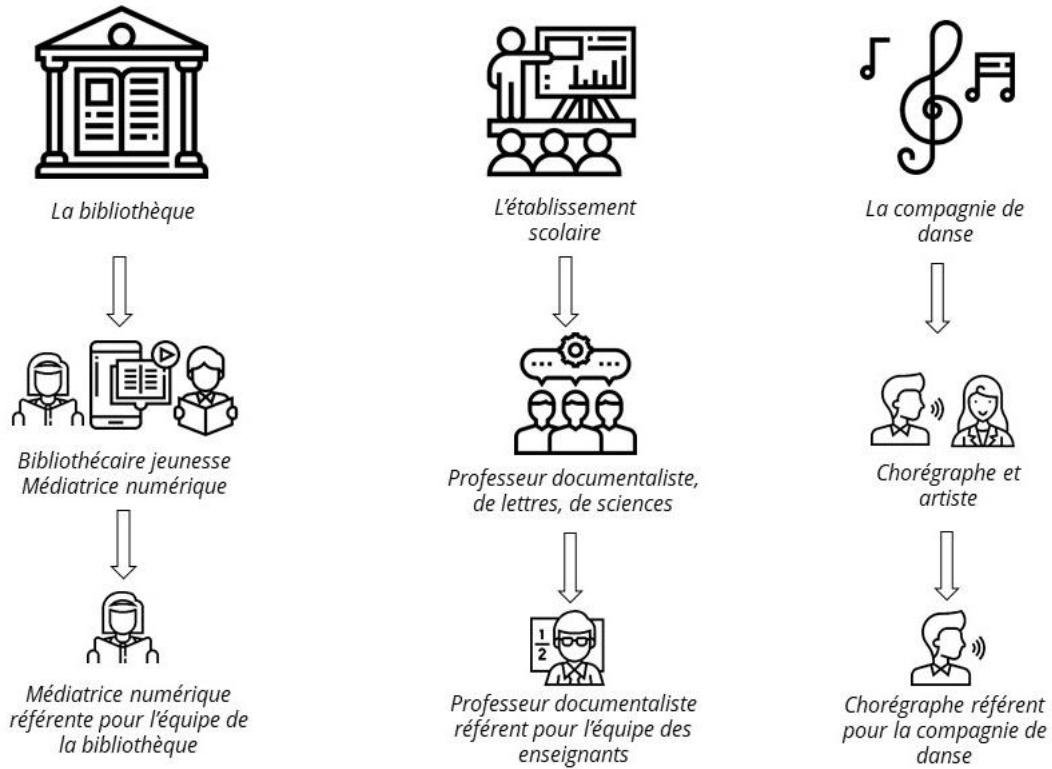 La bibliothèque
L'établissement
scolaire
La compagnie de
danse
Bibliothécaire jeunesse
Médiatrice numérique
Professeur documentaliste,
de lettres, de sciences
Chorégraphe et
artiste
1
2
Médiatrice numérique
référente pour l'équipe de
la bibliothèque
Professeur documentaliste
référent pour l'équipe des
enseignants
Chorégraphe référent
pour la compagnie de
danse